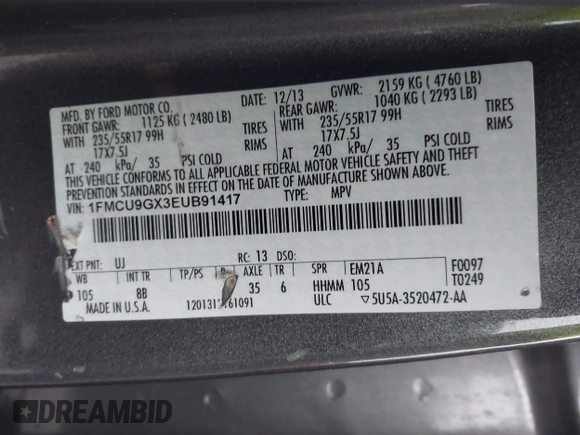 MFD. BY FORD MOTOR CO. 12/13 GVWR: 2159 KG ( 4760 LB)
FRONT GAWR: 1125 KG ( 2480 LB) REAR GAWR: 1040 KG ( 2293 LB)
WITH 235/55R17 99H TIRES WITH 235/55R17 99H TIRES
17X7.5J RIMS 17X7.5J RIMS
AT 240 kPa/ 35 PSI COLD AT 240 kPa/ 35 PSI COLD
THIS VEHICLE CONFORMS TO ALL APPLICABLE FEDERAL MOTOR VEHICLE SAFETY AND THEFT
PREVENTION STANDARDS IN EFFECT ON THE DATE OF MANUFACTURE SHOWN ABOVE.
VIN: 1FMCU9GX3EUB91417 TYPE: MPV
EXT PNT: UJ RC: 13 DSO:
WB INT TR TP/PS AXLE TR SPR EM21A F0097
105 8B 35 6 HHMM 105 T0249
MADE IN U.S.A. ULC ▽5U5A-3520472-AA
DREAMBID